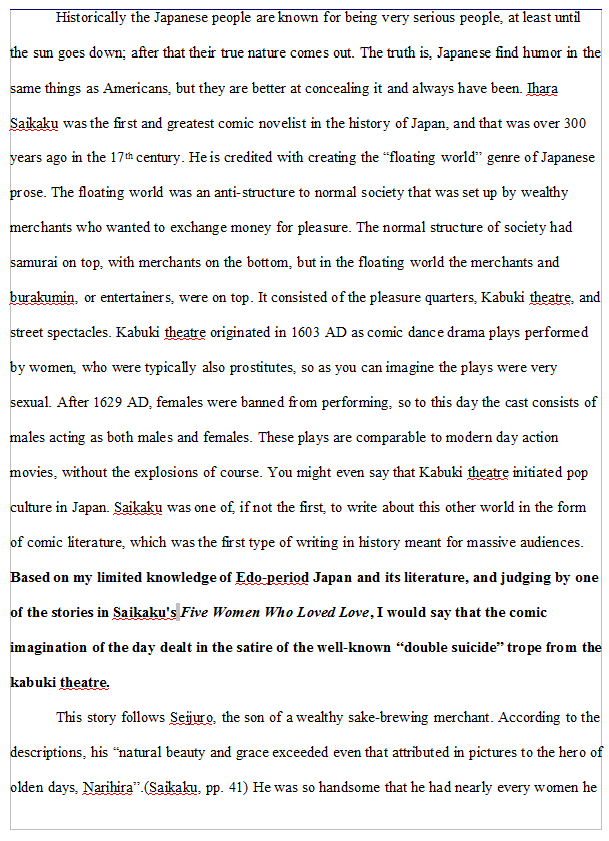 Historically the Japanese people are known for being very serious people, at least until
the sun goes down; after that their true nature comes out. The truth is, Japanese find humor in the
same things as Americans, but they are better at concealing it and always have been. Ihara
Saikaku was the first and greatest comic novelist in the history of Japan, and that was over 300
years ago in the 17th century. He is credited with creating the “floating world” genre of Japanese
prose. The floating world was an anti-structure to normal society that was set up by wealthy
merchants who wanted to exchange money for pleasure. The normal structure of society had
samurai on top, with merchants on the bottom, but in the floating world the merchants and
burakumin, or entertainers, were on top. It consisted of the pleasure quarters, Kabuki theatre, and
street spectacles. Kabuki theatre originated in 1603 AD as comic dance drama plays performed
by women, who were typically also prostitutes, so as you can imagine the plays were very
sexual. After 1629 AD, females were banned from performing, so to this day the cast consists of
males acting as both males and females. These plays are comparable to modern day action
movies, without the explosions of course. You might even say that Kabuki theatre initiated pop
culture in Japan. Saikaku was one of, if not the first, to write about this other world in the form
of comic literature, which was the first type of writing in history meant for massive audiences.
Based on my limited knowledge of Edo-period Japan and its literature, and judging by one
of the stories in Saikaku's Five Women Who Loved Love, I would say that the comic
imagination of the day dealt in the satire of the well-known “double suicide” trope from the
kabuki theatre.
This story follows Seijuro, the son of a wealthy sake-brewing merchant. According to the
descriptions, his “natural beauty and grace exceeded even that attributed in pictures to the hero of
olden days, Narihira”.(Saikaku, pp. 41) He was so handsome that he had nearly every women he